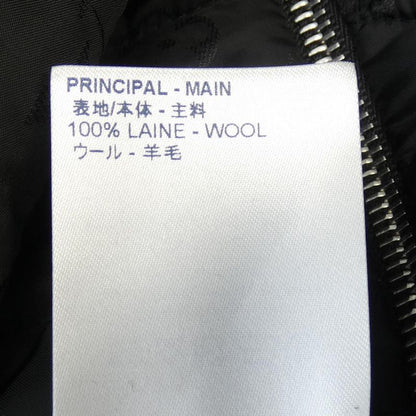 PRINCIPAL - MAIN
表地/本体 - 主料
100% LAINE - WOOL
ウール - 羊毛